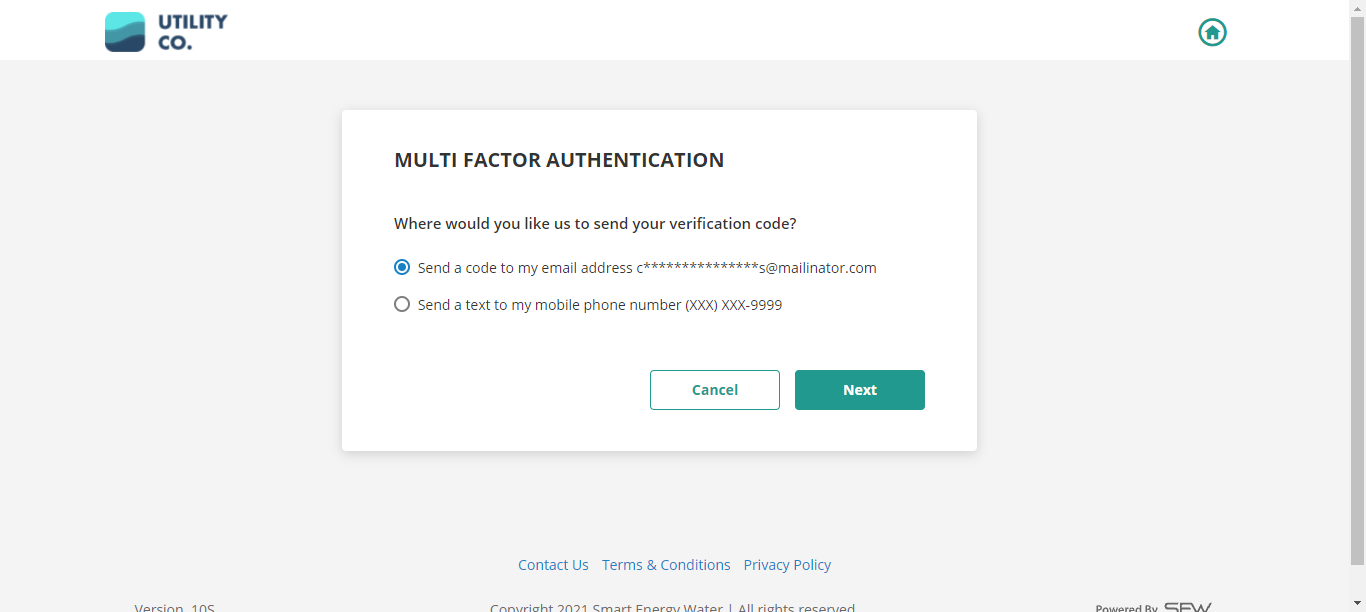 UTILITY
CO.
MULTI FACTOR AUTHENTICATION
Where would you like us to send your verification code?
Send a code to my email address c***************s@mailinator.com
Send a text to my mobile phone number (XXX) XXX-9999
Cancel Next
Contact Us Terms & Conditions Privacy Policy
Version 10S Copyright 2021 Smart Energy Water | All rights reserved Powered By SEW